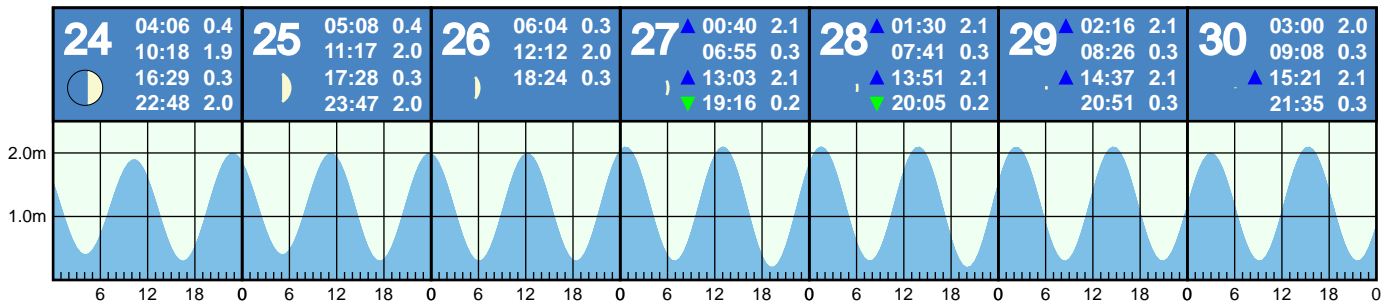 24
04:06 0.4
10:18 1.9
16:29 0.3
22:48 2.0
25
05:08 0.4
11:17 2.0
17:28 0.3
23:47 2.0
26
06:04 0.3
12:12 2.0
18:24 0.3
27
▲ 00:40 2.1
06:55 0.3
▲ 13:03 2.1
▼ 19:16 0.2
28
▲ 01:30 2.1
07:41 0.3
▲ 13:51 2.1
▼ 20:05 0.2
29
▲ 02:16 2.1
08:26 0.3
▲ 14:37 2.1
20:51 0.3
30
03:00 2.0
09:08 0.3
▲ 15:21 2.1
21:35 0.3
2.0m
1.0m
6 12 18 0 6 12 18 0 6 12 18 0 6 12 18 0 6 12 18 0 6 12 18 0 6 12 18 0